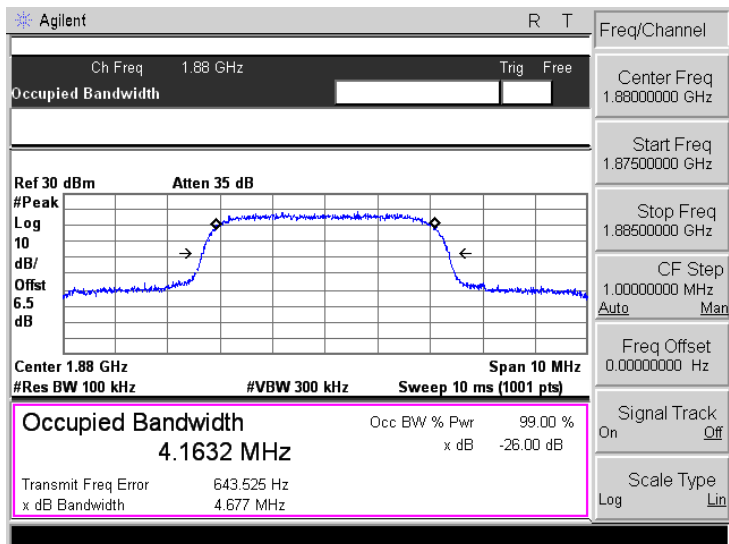 Agilent R T
Freq/Channel
Ch Freq 1.88 GHz Trig Free
Occupied Bandwidth
Center Freq
1.88000000 GHz
Start Freq
1.87500000 GHz
Stop Freq
1.88500000 GHz
CF Step
1.00000000 MHz
Auto Man
Freq Offset
0.00000000 Hz
Signal Track
On Off
Scale Type
Log Lin
Ref 30 dBm Atten 35 dB
#Peak
Log
10
dB/
Offst
6.5
dB
Center 1.88 GHz Span 10 MHz
#Res BW 100 kHz #VBW 300 kHz Sweep 10 ms (1001 pts)
Occupied Bandwidth Occ BW % Pwr 99.00 %
4.1632 MHz x dB -26.00 dB
Transmit Freq Error 643.525 Hz
x dB Bandwidth 4.677 MHz